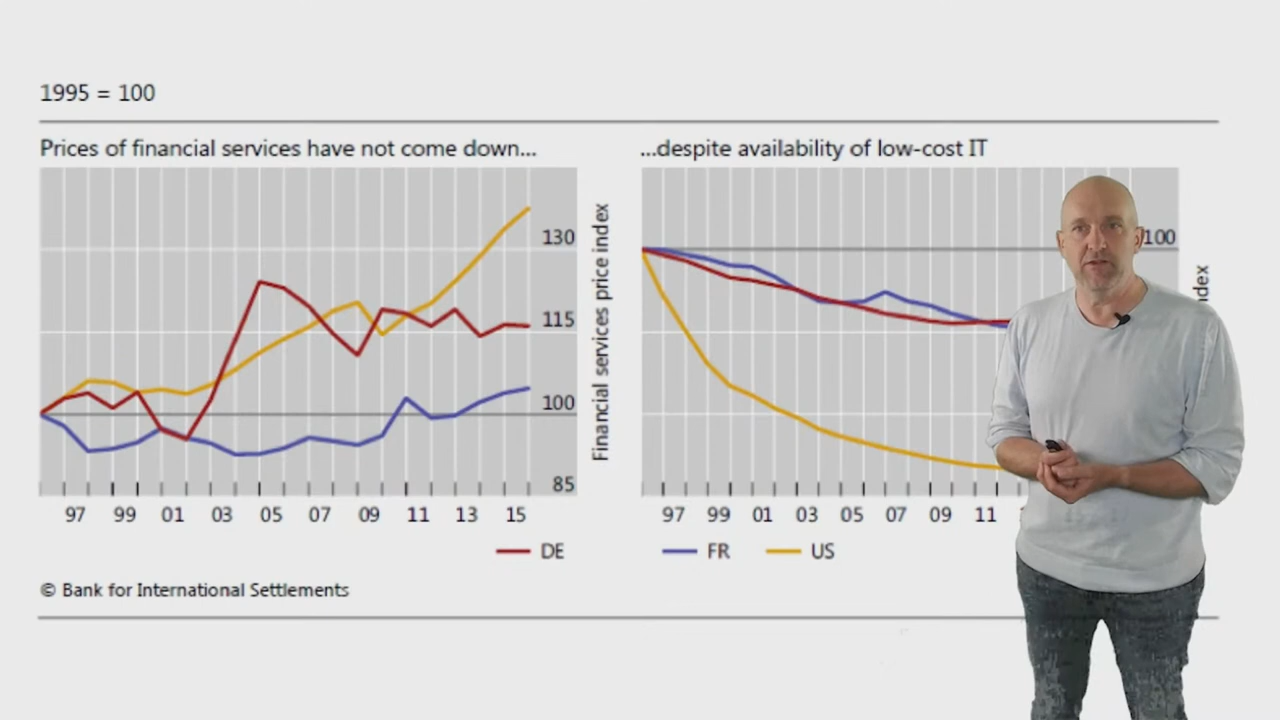 1995 = 100
Prices of financial services have not come down...
...despite availability of low-cost IT
130
115
100
85
Financial services price index
100
97 99 01 03 05 07 09 11 13 15
97 99 01 03 05 07 09 11
DE
FR
US
© Bank for International Settlements